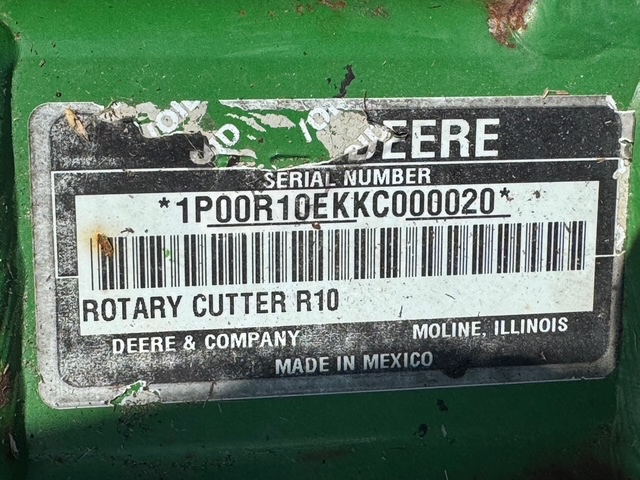 DEERE
SERIAL NUMBER
*1P00R10EKKC000020*
ROTARY CUTTER R10
DEERE & COMPANY MOLINE, ILLINOIS
MADE IN MEXICO